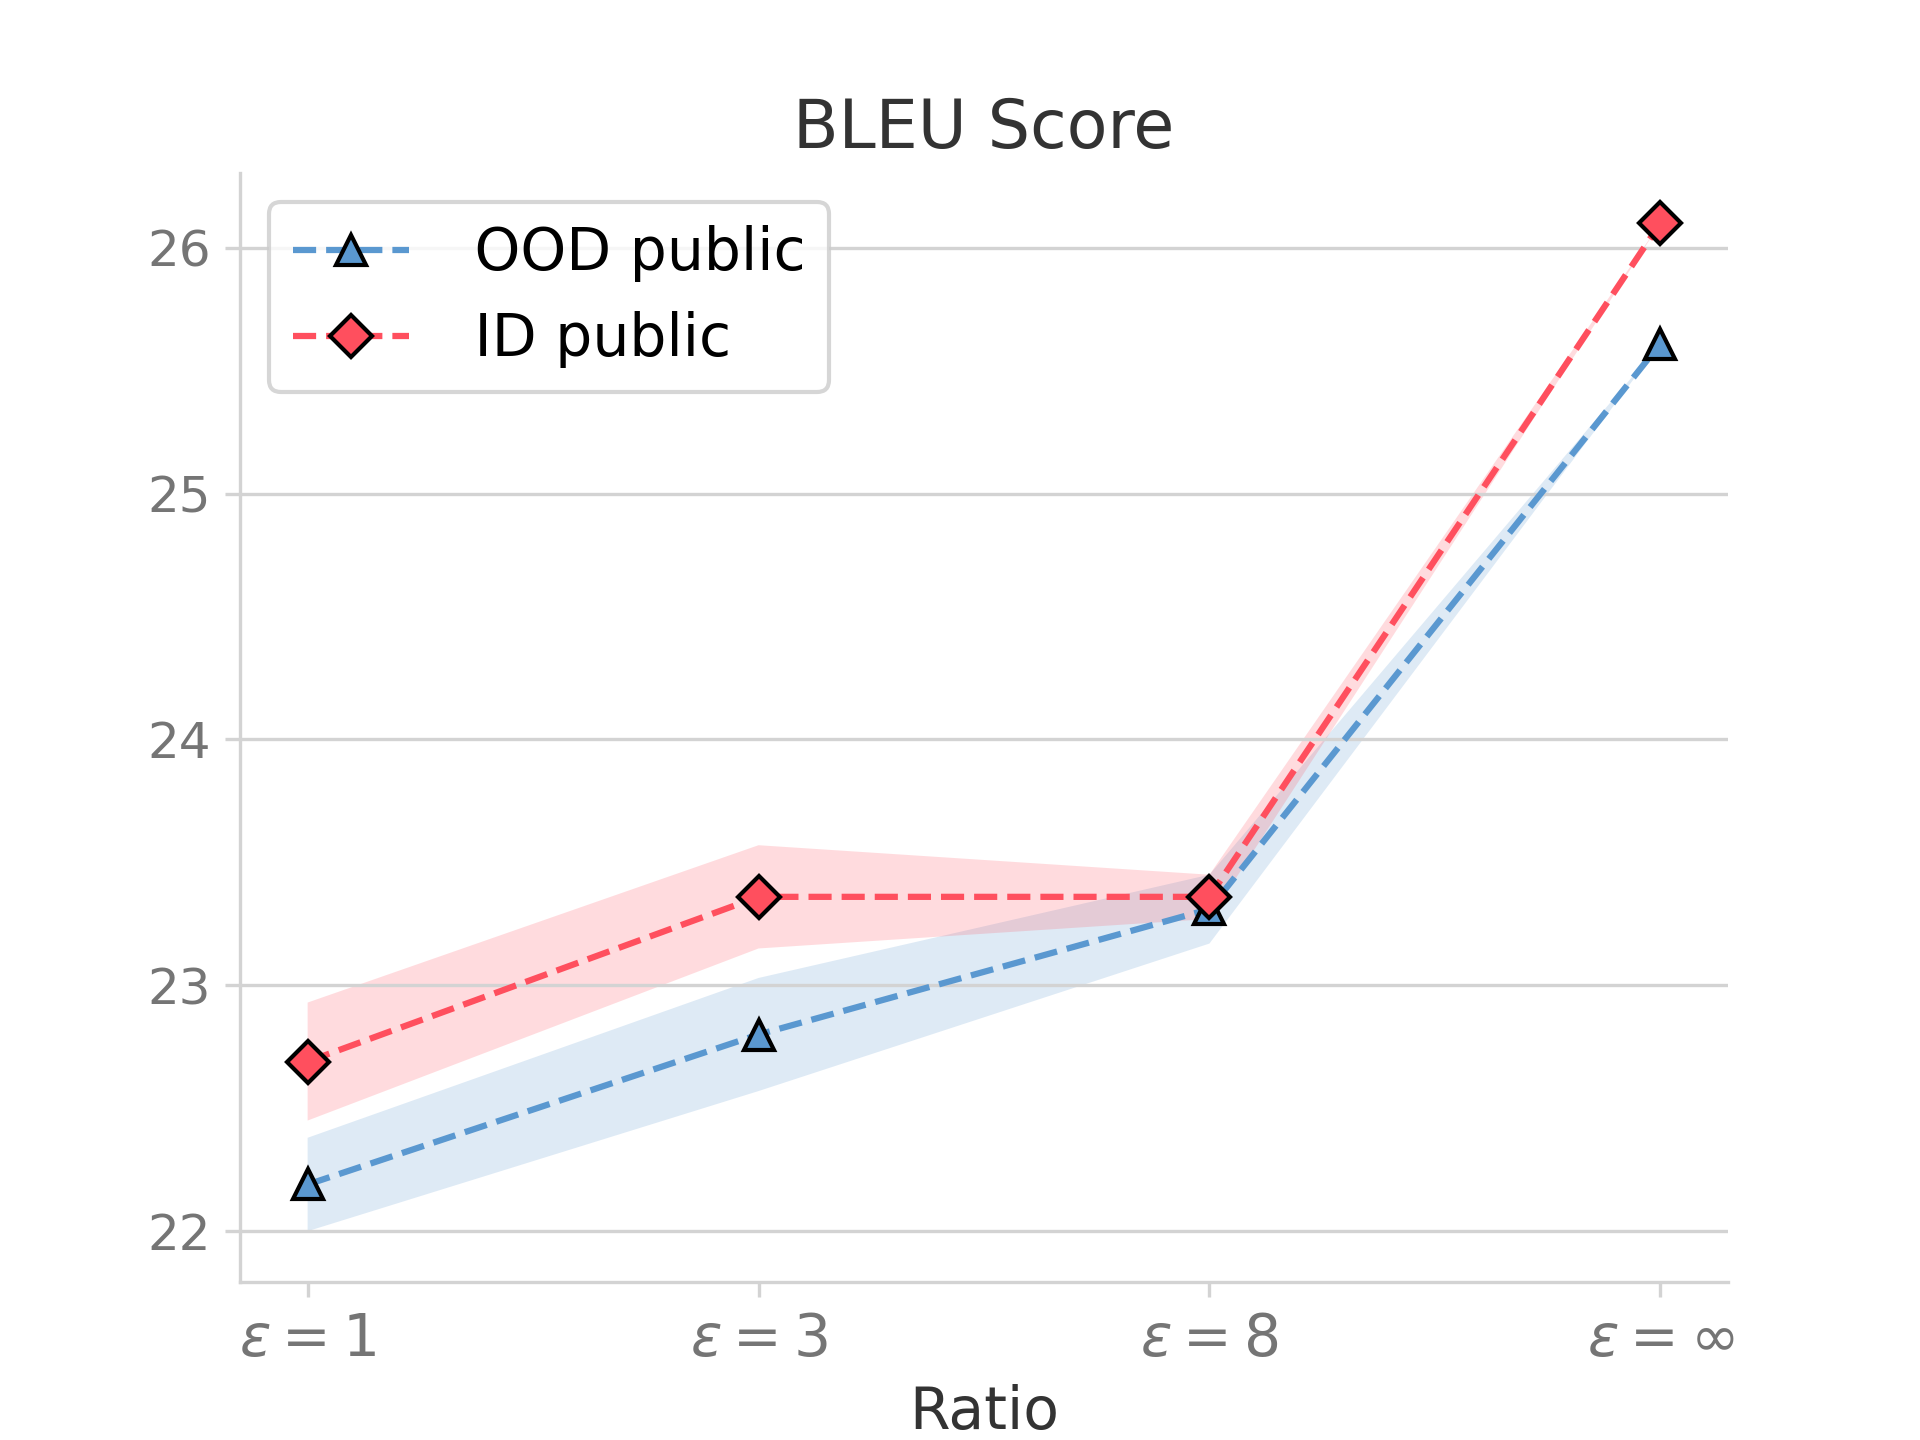 BLEU Score
OOD public
ID public
26
25
24
23
22
ε = 1
ε = 3
ε = 8
ε = ∞
Ratio